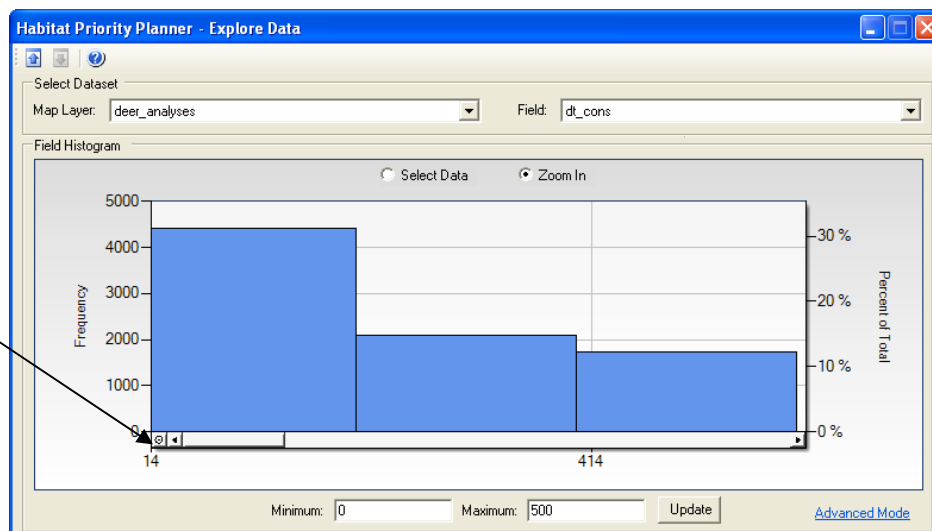 Habitat Priority Planner - Explore Data
Select Dataset
Map Layer: deer_analyses Field: dt_cons
Field Histogram
Select Data Zoom In
5000
4000
3000
2000
1000
0
Frequency
30 %
20 %
10 %
0 %
Percent of Total
14 414
Minimum: 0 Maximum: 500 Update Advanced Mode